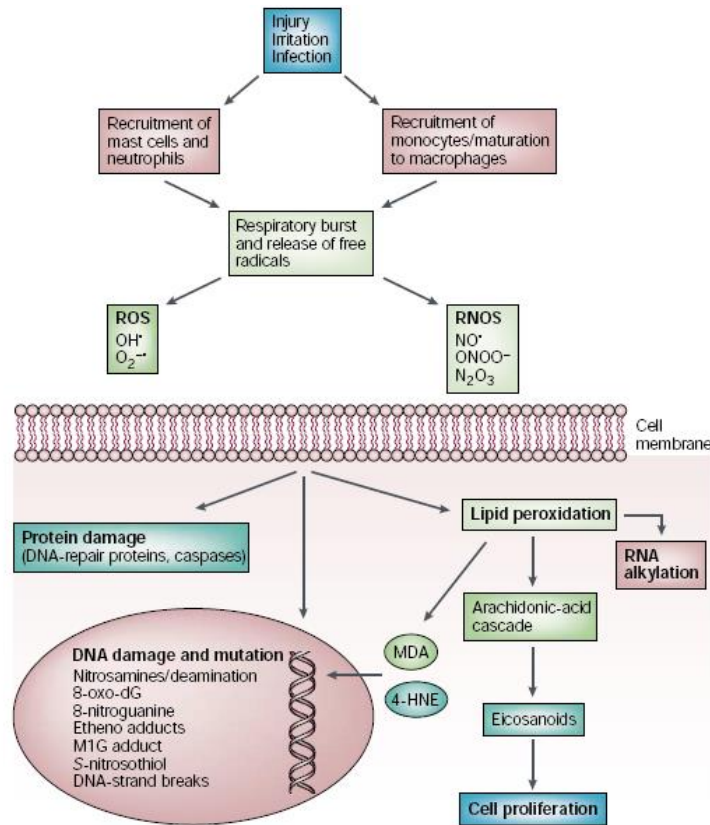 Injury
Irritation
Infection
Recruitment of
mast cells and
neutrophils
Recruitment of
monocytes/maturation
to macrophages
Respiratory burst
and release of free
radicals
ROS
OH•
O₂⁻•
RNOS
NO•
ONOO⁻
N₂O₃
Cell
membrane
Protein damage
(DNA-repair proteins, caspases)
Lipid peroxidation
RNA
alkylation
Arachidonic-acid
cascade
MDA
4-HNE
DNA damage and mutation
Nitrosamines/deamination
8-oxo-dG
8-nitroguanine
Etheno adducts
M1G adduct
S-nitrosothiol
DNA-strand breaks
Eicosanoids
Cell proliferation